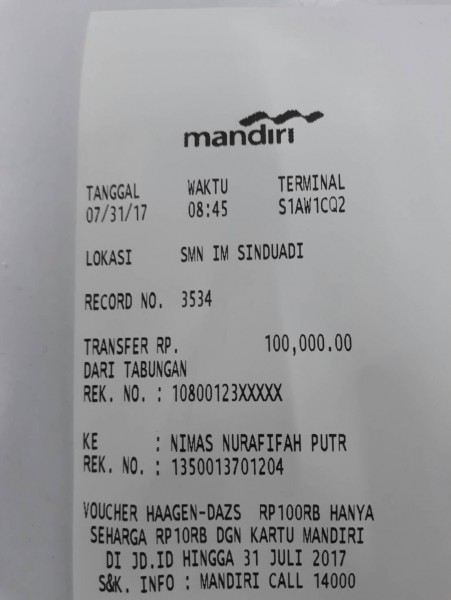 mandiri
TANGGAL WAKTU TERMINAL
07/31/17 08:45 S1AW1CQ2
LOKASI SMN IM SINDUADI
RECORD NO. 3534
TRANSFER RP. 100,000.00
DARI TABUNGAN
REK. NO. : 10800123XXXXX
KE : NIMAS NURAFIFAH PUTR
REK. NO. : 1350013701204
VOUCHER HAAGEN-DAZS RP100RB HANYA
SEHARGA RP10RB DGN KARTU MANDIRI
DI JD.ID HINGGA 31 JULI 2017
S&K. INFO : MANDIRI CALL 14000